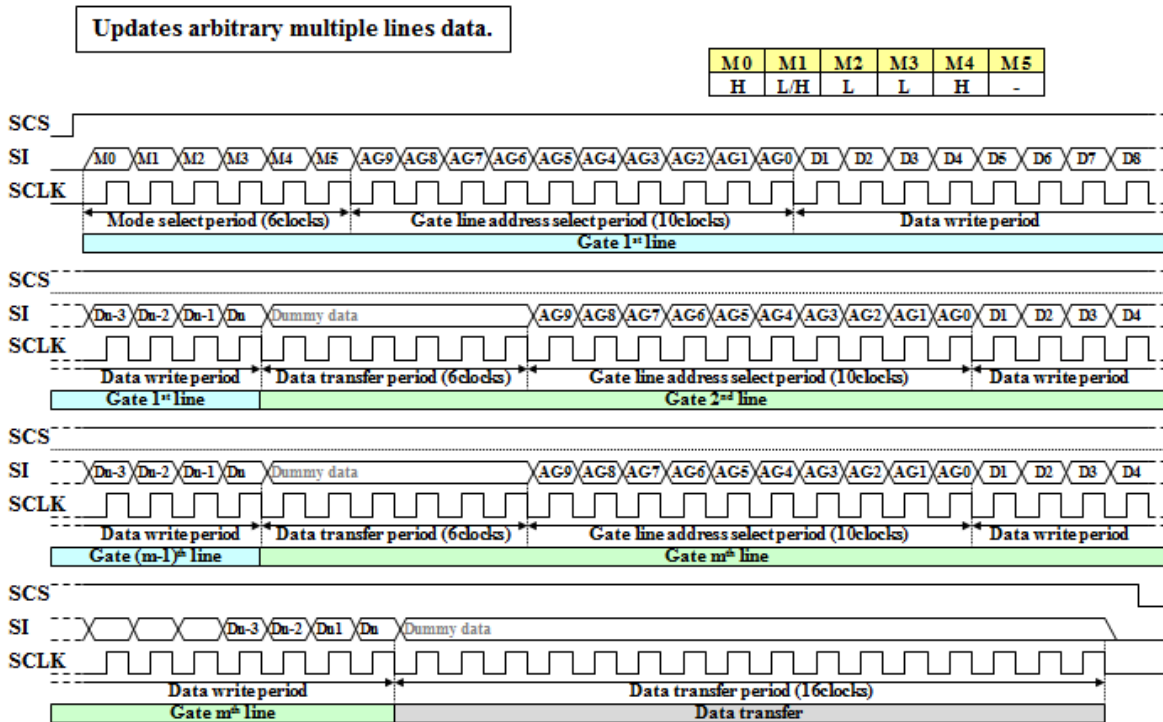 Updates arbitrary multiple lines data.
M0 M1 M2 M3 M4 M5
H L/H L L H -
SCS
SI M0 M1 M2 M3 M4 M5 AG9 AG8 AG7 AG6 AG5 AG4 AG3 AG2 AG1 AG0 D1 D2 D3 D4 D5 D6 D7 D8
SCLK
Mode select period (6clocks) Gate line address select period (10clocks) Data write period
Gate 1st line
SCS
SI Dn-3 Dn-2 Dn-1 Dn Dummy data AG9 AG8 AG7 AG6 AG5 AG4 AG3 AG2 AG1 AG0 D1 D2 D3 D4
SCLK
Data write period Data transfer period (6clocks) Gate line address select period (10clocks) Data write period
Gate 1st line Gate 2nd line
SCS
SI Dn-3 Dn-2 Dn-1 Dn Dummy data AG9 AG8 AG7 AG6 AG5 AG4 AG3 AG2 AG1 AG0 D1 D2 D3 D4
SCLK
Data write period Data transfer period (6clocks) Gate line address select period (10clocks) Data write period
Gate (m-1)th line Gate mth line
SCS
SI Dn-3 Dn-2 Dn1 Dn Dummy data
SCLK
Data write period Data transfer period (16clocks)
Gate mth line Data transfer